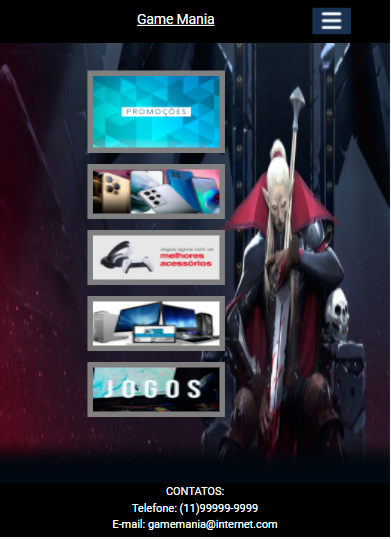 Game Mania
PROMOÇÕES
Jogue agora com os
melhores
acessórios
JOGOS
CONTATOS:
Telefone: (11)99999-9999
E-mail: gamemania@internet.com